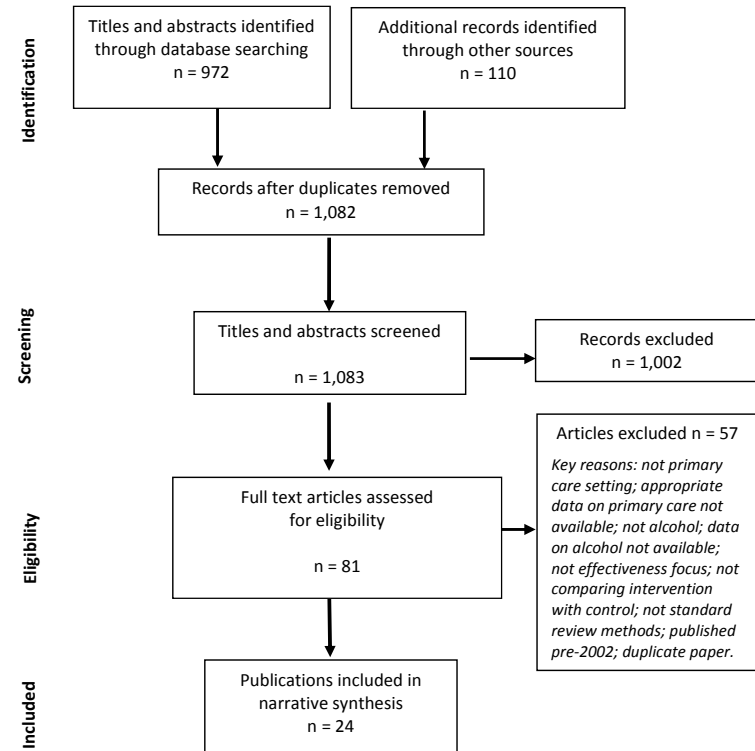 Identification
Titles and abstracts identified
through database searching
n = 972
Additional records identified
through other sources
n = 110
Records after duplicates removed
n = 1,082
Screening
Titles and abstracts screened
n = 1,083
Records excluded
n = 1,002
Eligibility
Full text articles assessed
for eligibility
n = 81
Articles excluded n = 57
Key reasons: not primary
care setting; appropriate
data on primary care not
available; not alcohol; data
on alcohol not available;
not effectiveness focus; not
comparing intervention
with control; not standard
review methods; published
pre-2002; duplicate paper.
Included
Publications included in
narrative synthesis
n = 24